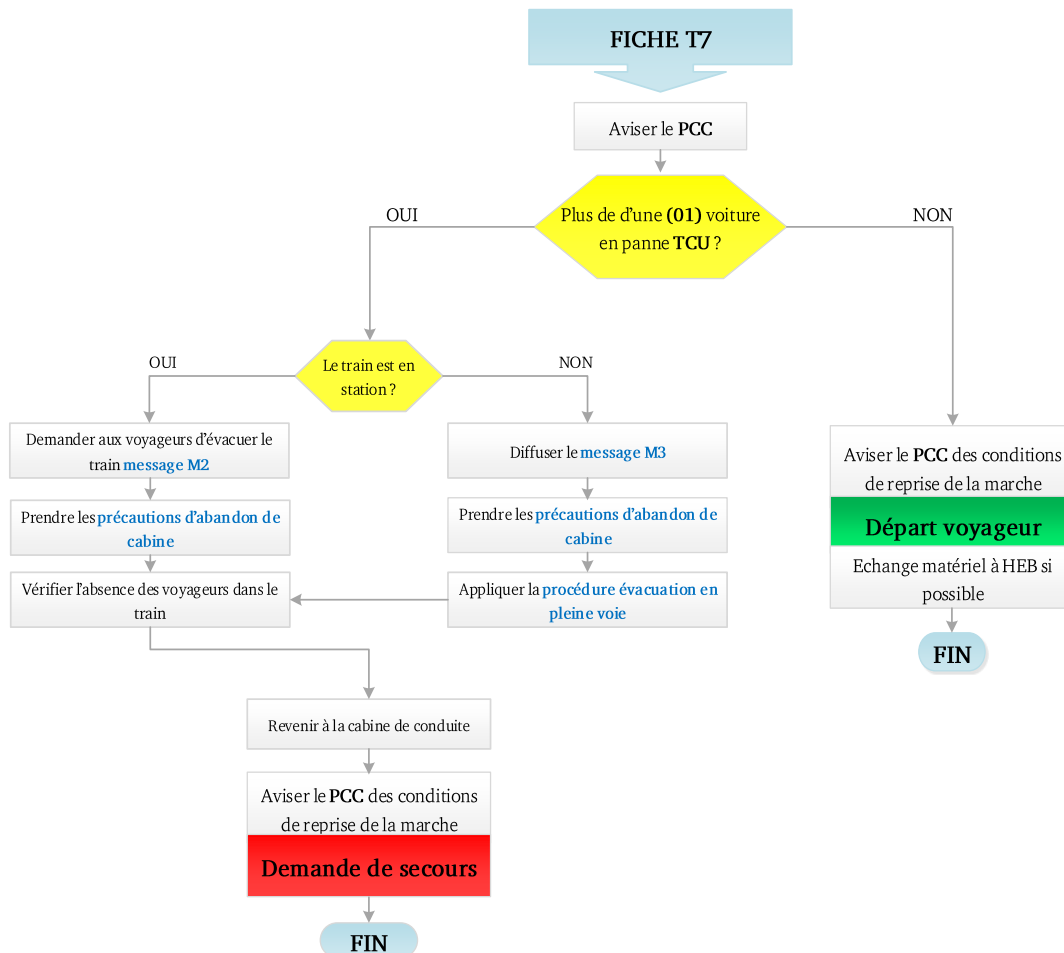 FICHE T7
Aviser le PCC
Plus de d'une (01) voiture
en panne TCU ?
OUI
NON
Le train est en
station ?
OUI
NON
Demander aux voyageurs d'évacuer le
train message M2
Prendre les précautions d'abandon de
cabine
Vérifier l'absence des voyageurs dans le
train
Diffuser le message M3
Prendre les précautions d'abandon de
cabine
Appliquer la procédure évacuation en
pleine voie
Revenir à la cabine de conduite
Aviser le PCC des conditions
de reprise de la marche
Demande de secours
FIN
Aviser le PCC des conditions
de reprise de la marche
Départ voyageur
Echange matériel à HEB si
possible
FIN